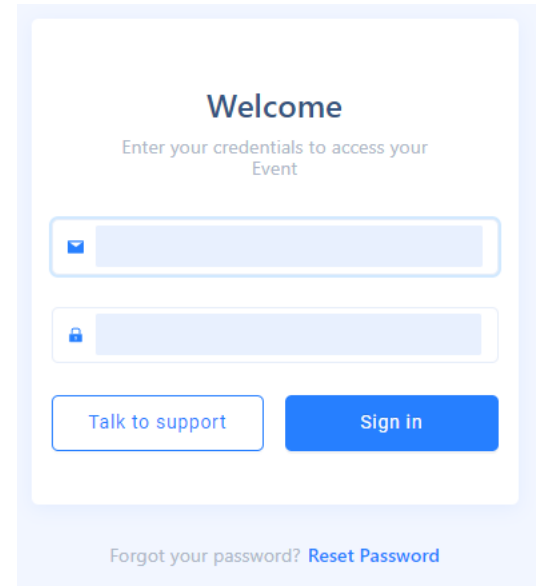 Welcome
Enter your credentials to access your
Event
Talk to support
Sign in
Forgot your password? Reset Password